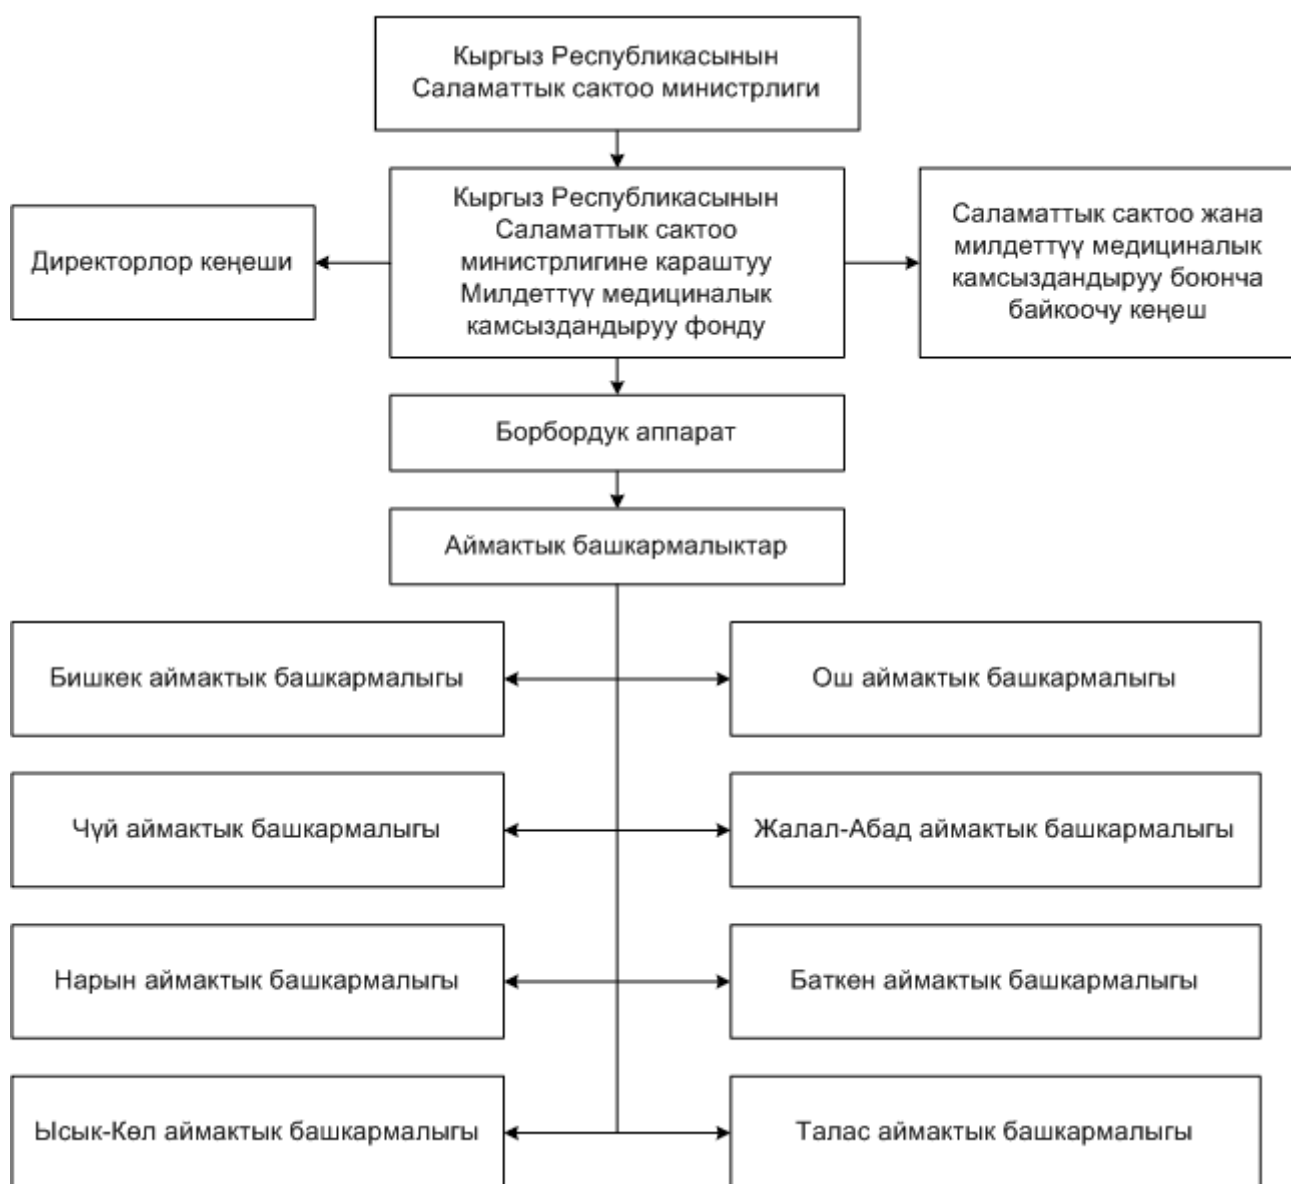 Кыргыз Республикасынын
Саламаттык сактоо министрлиги
Директорлор кеңеши
Кыргыз Республикасынын
Саламаттык сактоо
министрлигине караштуу
Милдеттүү медициналык
камсыздандыруу фонду
Саламаттык сактоо жана
милдеттүү медициналык
камсыздандыруу боюнча
байкоочу кеңеш
Борбордук аппарат
Аймактык башкармалыктар
Бишкек аймактык башкармалыгы
Ош аймактык башкармалыгы
Чүй аймактык башкармалыгы
Жалал-Абад аймактык башкармалыгы
Нарын аймактык башкармалыгы
Баткен аймактык башкармалыгы
Ысык-Көл аймактык башкармалыгы
Талас аймактык башкармалыгы